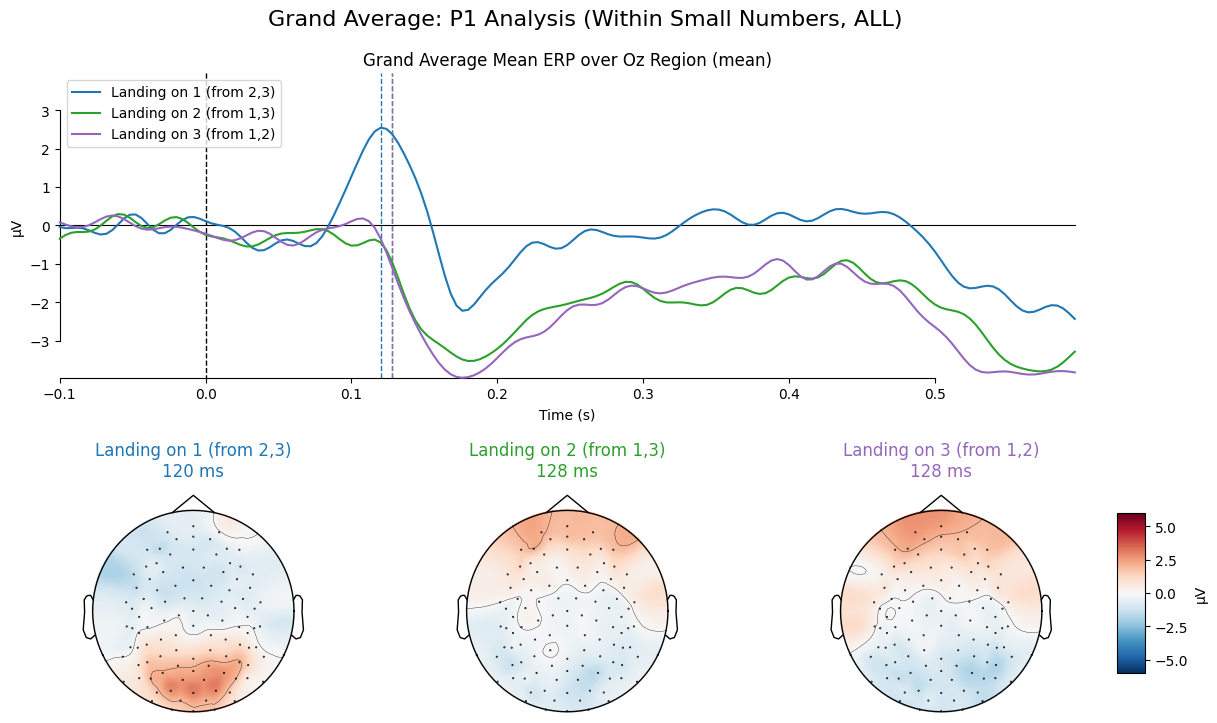 Grand Average: P1 Analysis (Within Small Numbers, ALL)
Grand Average Mean ERP over Oz Region (mean)
Landing on 1 (from 2,3)
Landing on 2 (from 1,3)
Landing on 3 (from 1,2)
3
2
1
0
−1
−2
−3
µV
−0.1
0.0
0.1
0.2
0.3
0.4
0.5
Time (s)
Landing on 1 (from 2,3)
120 ms
Landing on 2 (from 1,3)
128 ms
Landing on 3 (from 1,2)
128 ms
5.0
2.5
0.0
−2.5
−5.0
µV